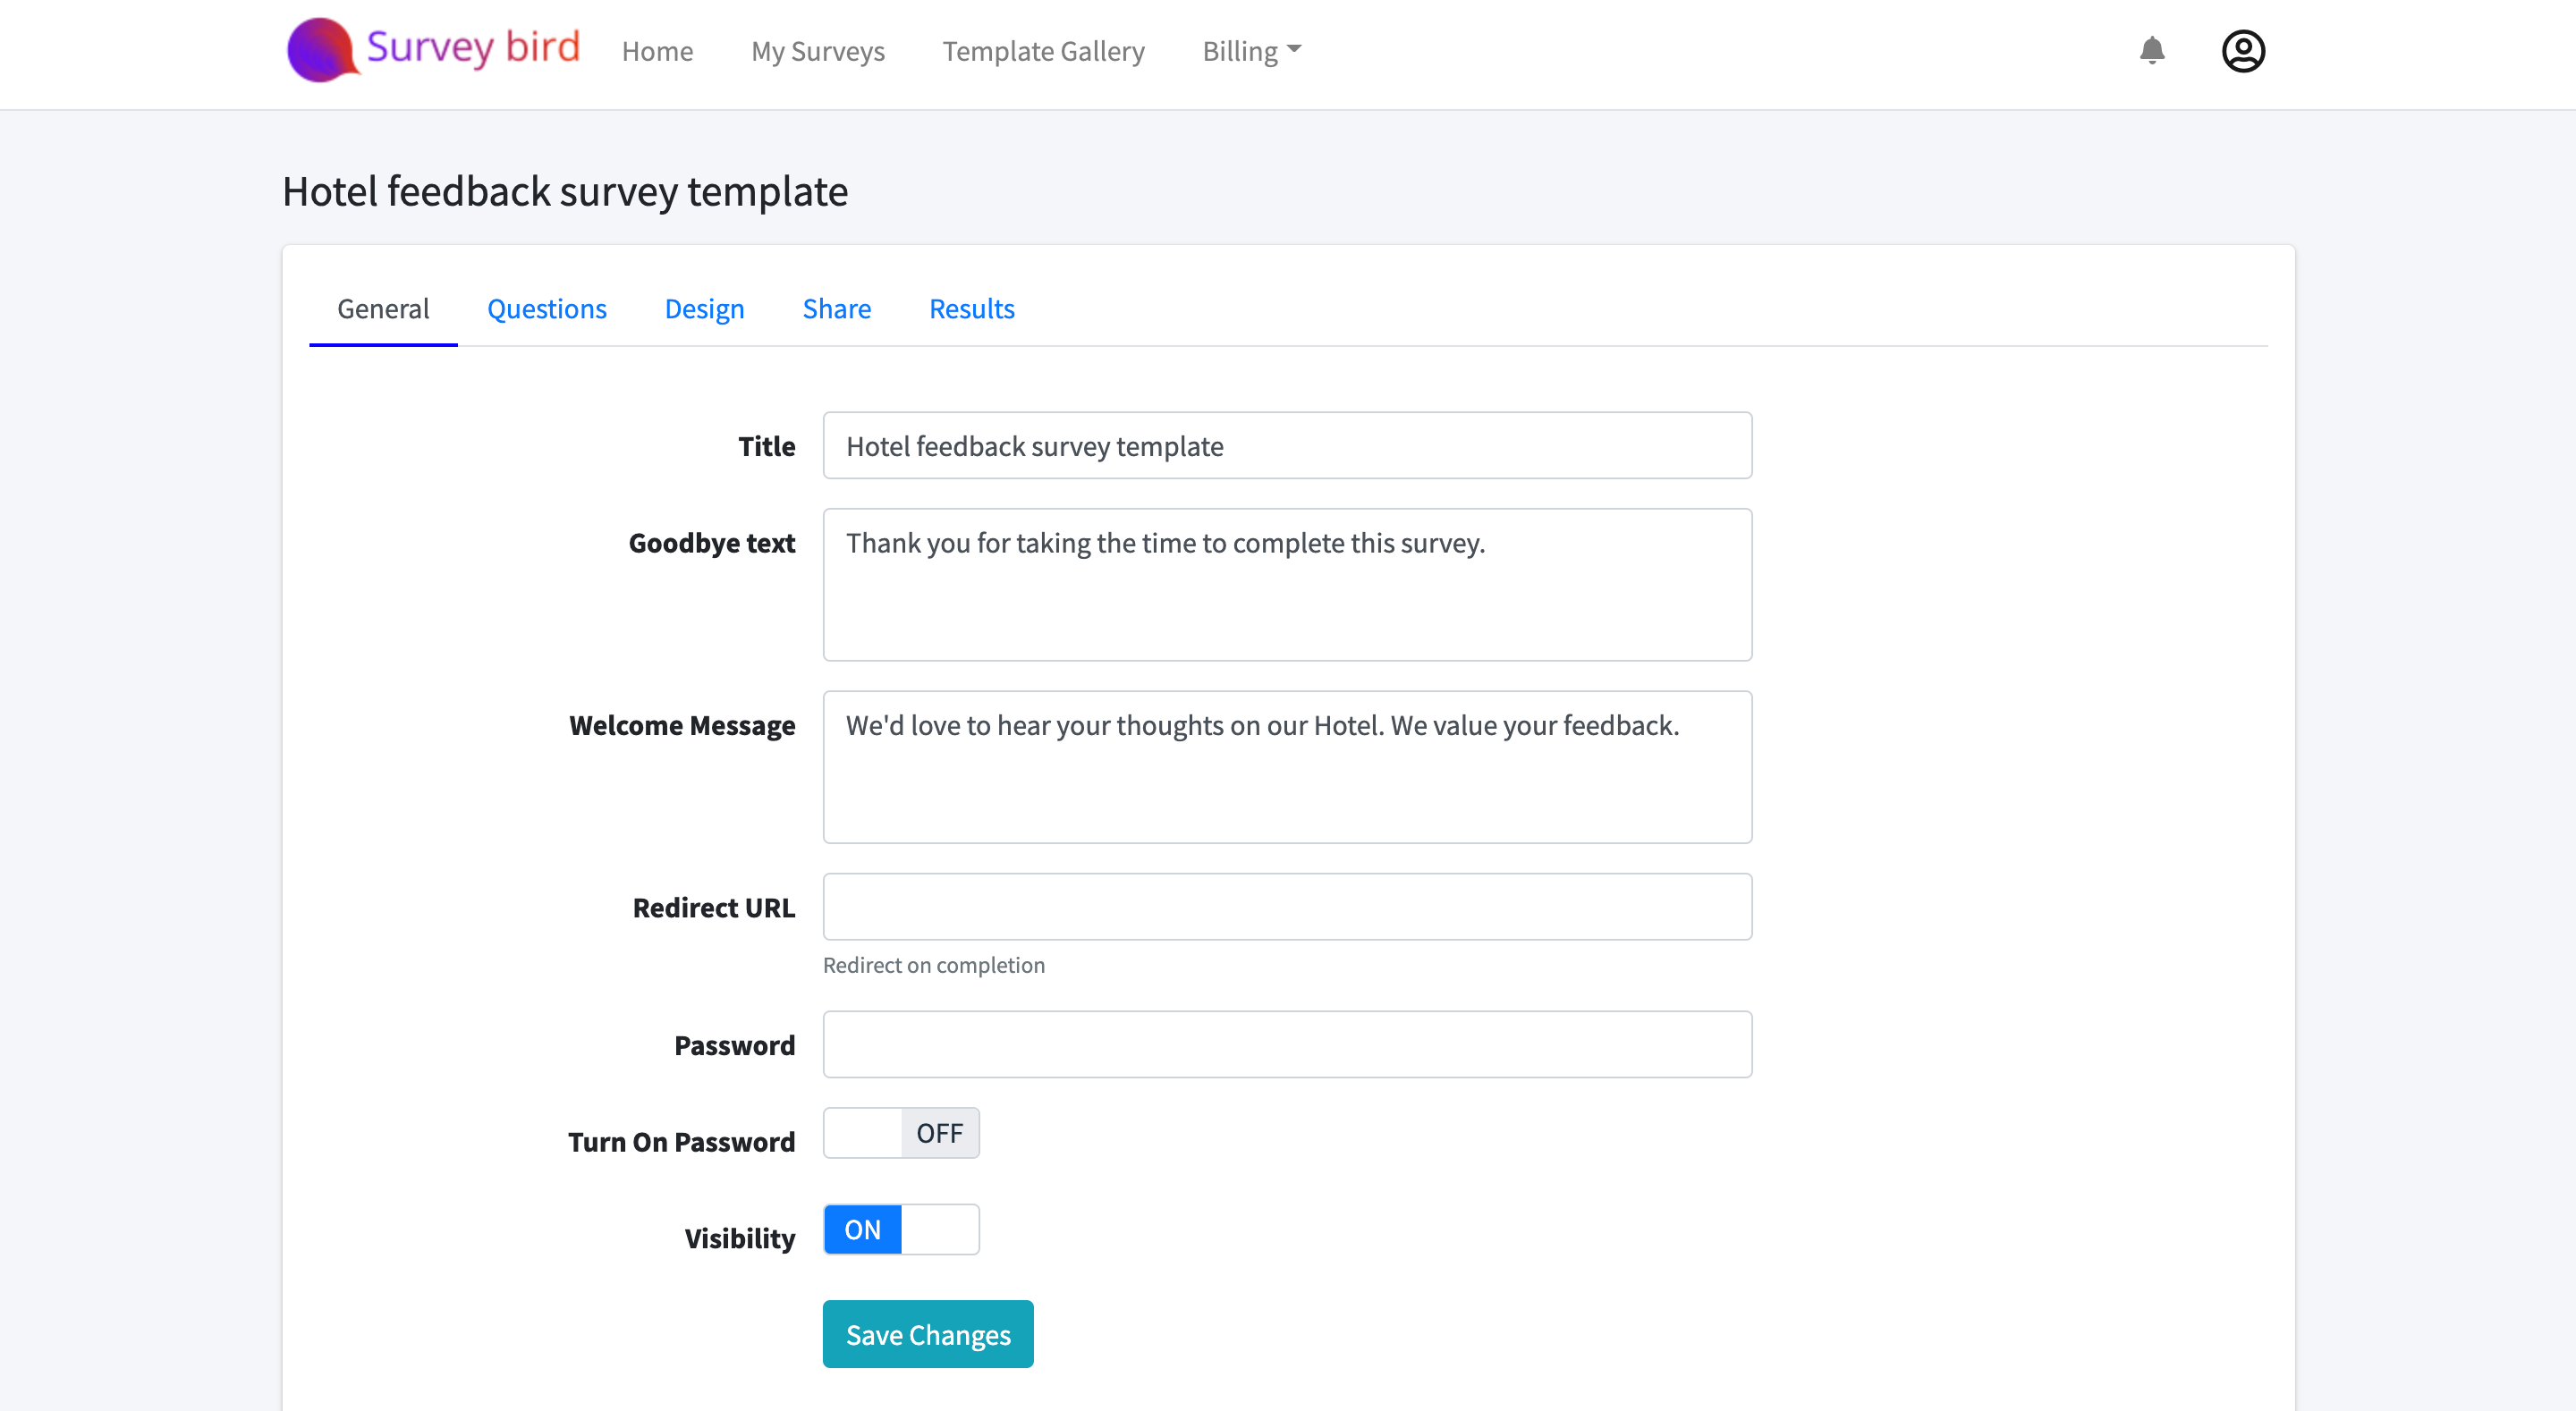 Survey bird Home My Surveys Template Gallery Billing
Hotel feedback survey template
General Questions Design Share Results
Title Hotel feedback survey template
Goodbye text Thank you for taking the time to complete this survey.
Welcome Message We'd love to hear your thoughts on our Hotel. We value your feedback.
Redirect URL
Redirect on completion
Password
Turn On Password OFF
Visibility ON
Save Changes